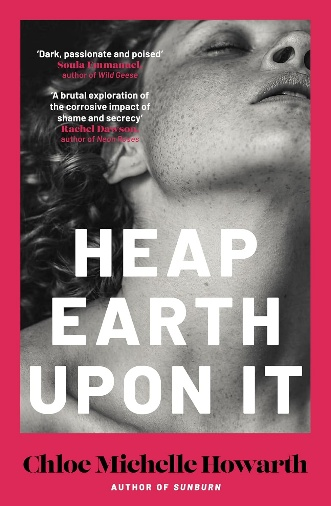 'Dark, passionate and poised'
Soula Emmanuel
author of Wild Geese
'A brutal exploration of
the corrosive impact of
shame and secrecy'
Rachel Dawson
author of Neon Roses
HEAP
EARTH
UPON IT
Chloe Michelle Howarth
AUTHOR OF SUNBURN